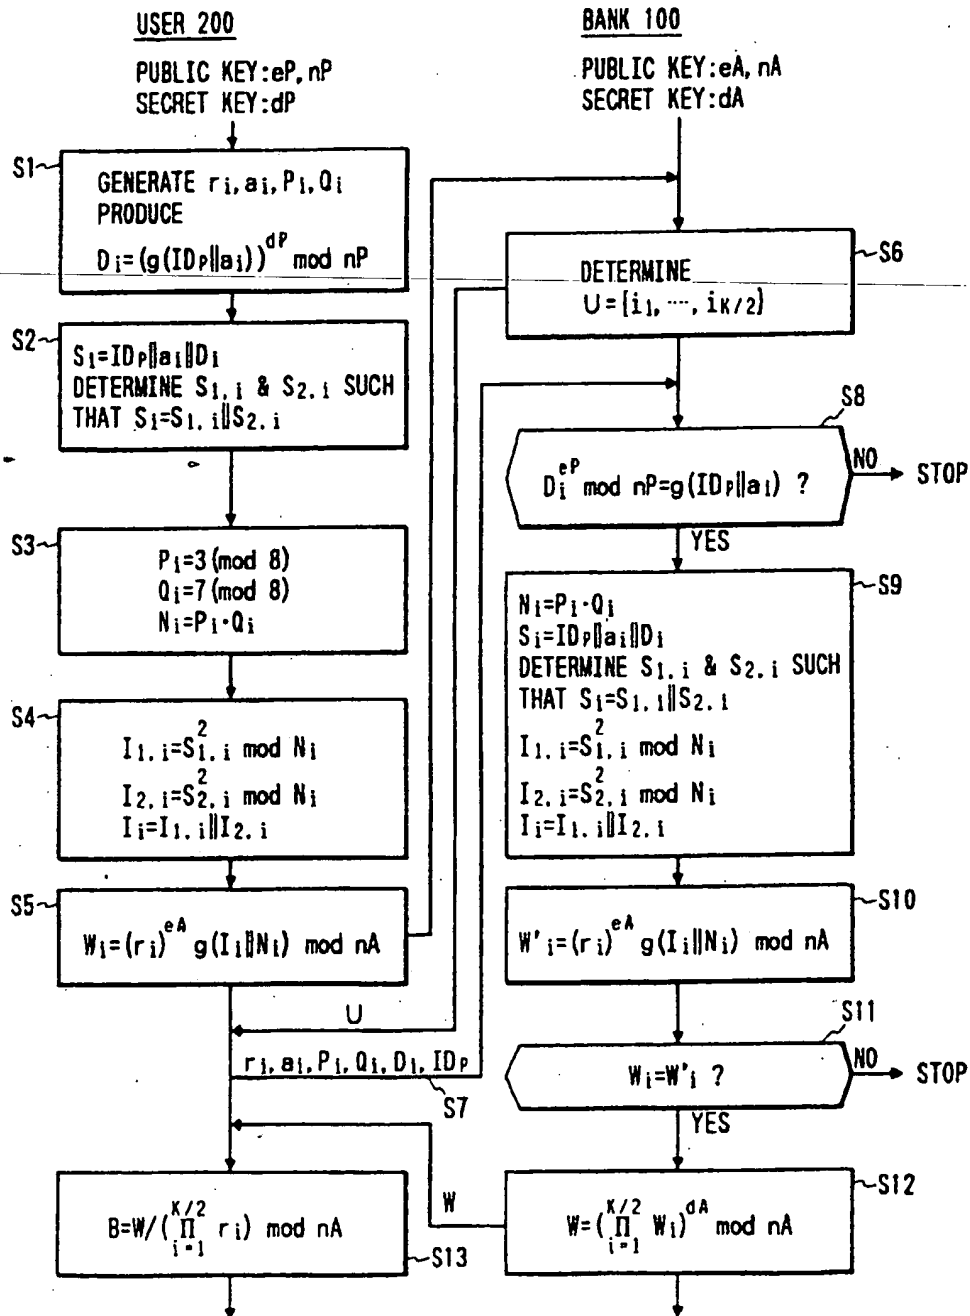 USER 200
PUBLIC KEY:eP, nP
SECRET KEY:dP
S1
GENERATE ri, ai, Pi, Qi
PRODUCE
Di=(g(IDP||ai))^dP mod nP
S2
Si=IDP||ai||Di
DETERMINE S1,i & S2,i SUCH
THAT Si=S1,i||S2,i
S3
Pi=3(mod 8)
Qi=7(mod 8)
Ni=Pi·Qi
S4
I1,i=S1,i^2 mod Ni
I2,i=S2,i^2 mod Ni
Ii=I1,i||I2,i
S5
Wi=(ri)^eA g(Ii||Ni) mod nA
U
ri, ai, Pi, Qi, Di, IDP
S7
W
B=W/(∏_{i=1}^{K/2} ri) mod nA
S13
BANK 100
PUBLIC KEY:eA, nA
SECRET KEY:dA
S6
DETERMINE
U={i1, ····, iK/2}
S8
Di^eP mod nP=g(IDP||ai) ?
NO
STOP
YES
S9
Ni=Pi·Qi
Si=IDP||ai||Di
DETERMINE S1,i & S2,i SUCH
THAT Si=S1,i||S2,i
I1,i=S1,i^2 mod Ni
I2,i=S2,i^2 mod Ni
Ii=I1,i||I2,i
S10
W'i=(ri)^eA g(Ii||Ni) mod nA
S11
Wi=W'i ?
NO
STOP
YES
S12
W=(∏_{i=1}^{K/2} Wi)^dA mod nA